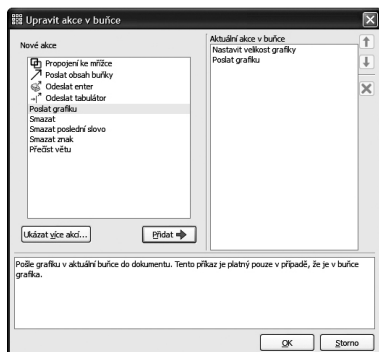 Upravit akce v buňce
Nové akce
Propojení ke mřížce
Poslat obsah buňky
Odeslat enter
Odeslat tabulátor
Poslat grafiku
Smazat
Smazat poslední slovo
Smazat znak
Přečíst větu
Ukázat více akcí...
Přidat
Aktuální akce v buňce
Nastavit velikost grafiky
Poslat grafiku
Pošle grafiku v aktuální buňce do dokumentu. Tento příkaz je platný pouze v případě, že je v buňce
grafika.
OK
Storno